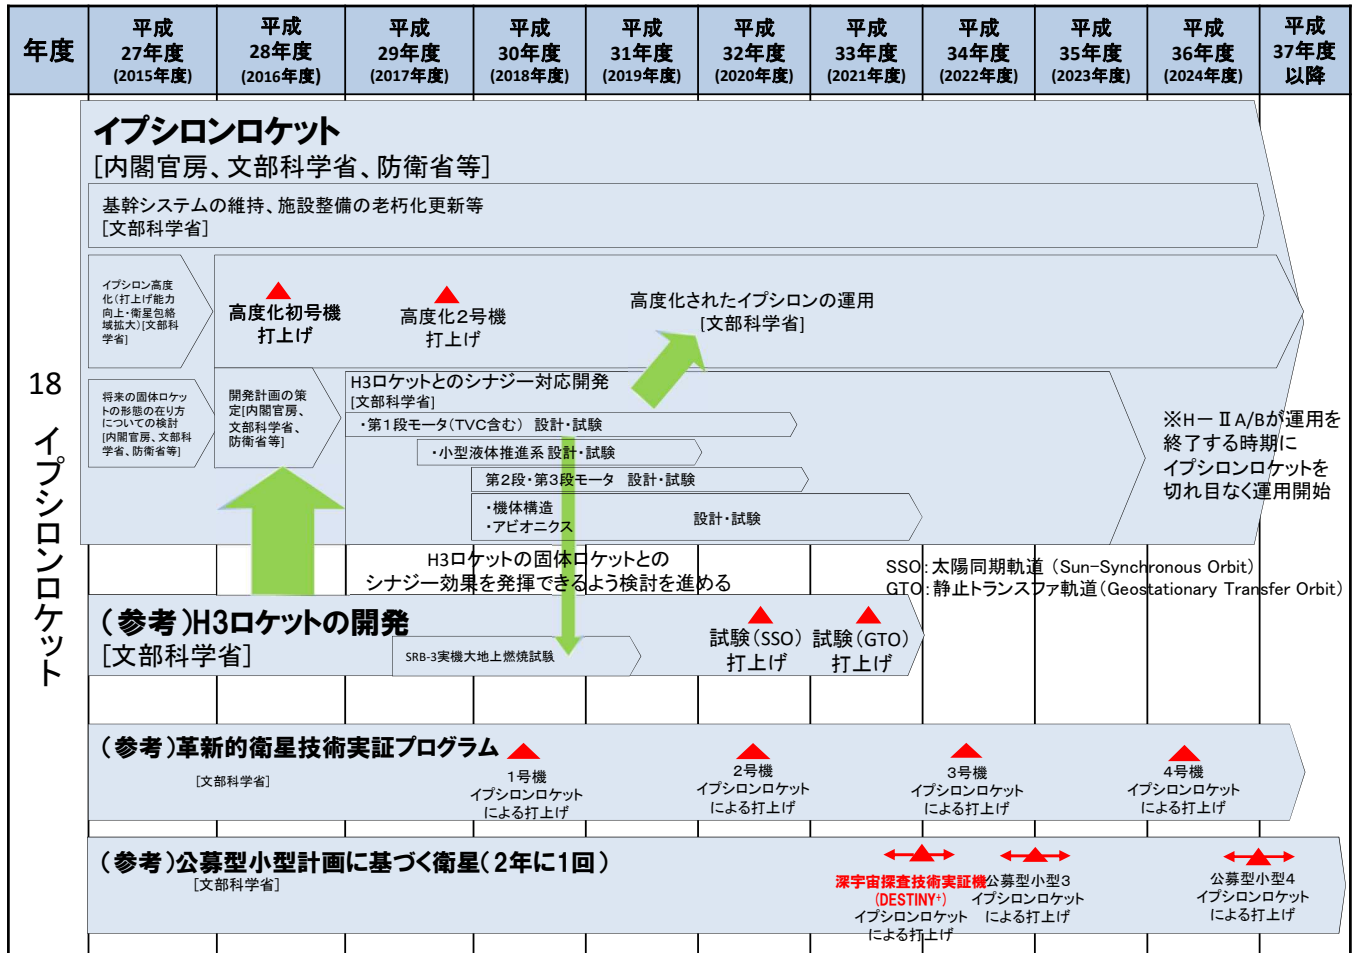 年度
平成
27年度
(2015年度)
平成
28年度
(2016年度)
平成
29年度
(2017年度)
平成
30年度
(2018年度)
平成
31年度
(2019年度)
平成
32年度
(2020年度)
平成
33年度
(2021年度)
平成
34年度
(2022年度)
平成
35年度
(2023年度)
平成
36年度
(2024年度)
平成
37年度
以降
18
イプシロンロケット
イプシロンロケット
[内閣官房、文部科学省、防衛省等]
基幹システムの維持、施設整備の老朽化更新等
[文部科学省]
イプシロン高度
化(打上げ能力
向上・衛星包絡
域拡大)[文部科
学省]
高度化初号機
打上げ
高度化2号機
打上げ
高度化されたイプシロンの運用
[文部科学省]
将来の固体ロケッ
トの形態の在り方
についての検討
[内閣官房、文部科
学省、防衛省等]
開発計画の策
定[内閣官房、
文部科学省、
防衛省等]
H3ロケットとのシナジー対応開発
[文部科学省]
・第1段モータ(TVC含む) 設計・試験
・小型液体推進系 設計・試験
第2段・第3段モータ 設計・試験
・機体構造
・アビオニクス
設計・試験
※H-ⅡA/Bが運用を
終了する時期に
イプシロンロケットを
切れ目なく運用開始
H3ロケットの固体ロケットとの
シナジー効果を発揮できるよう検討を進める
SSO:太陽同期軌道 (Sun-Synchronous Orbit)
GTO:静止トランスファ軌道(Geostationary Transfer Orbit)
(参考)H3ロケットの開発
[文部科学省]
SRB-3実機大地上燃焼試験
試験(SSO)
打上げ
試験(GTO)
打上げ
(参考)革新的衛星技術実証プログラム
[文部科学省]
1号機
イプシロンロケット
による打上げ
2号機
イプシロンロケット
による打上げ
3号機
イプシロンロケット
による打上げ
4号機
イプシロンロケット
による打上げ
(参考)公募型小型計画に基づく衛星(2年に1回)
[文部科学省]
深宇宙探査技術実証機
(DESTINY+)
イプシロンロケット
による打上げ
公募型小型3
イプシロンロケット
による打上げ
公募型小型4
イプシロンロケット
による打上げ